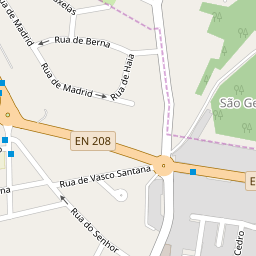 Rua de Madrid
Rua de Berna
Rua de Haia
Rua de Madrid
São Ge
EN 208
E
Rua de Vasco Santana
Rua do Senhor
Cedro